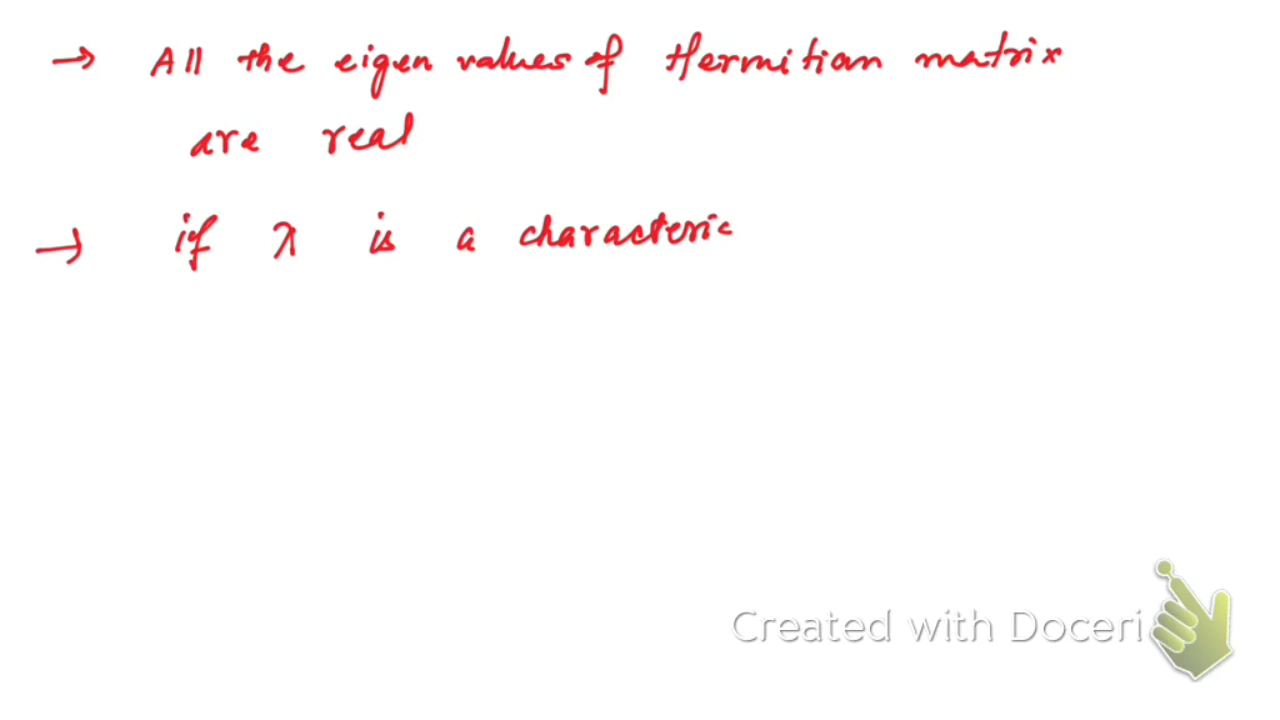 → All the eigen values of Hermitian matrix
are real
→ if λ is a characteric
Created with Doceri